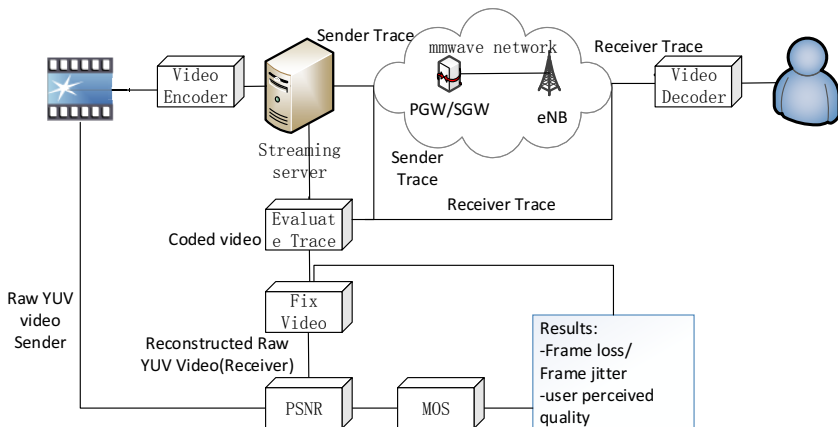 Sender Trace
mmwave network
Receiver Trace
Video
Encoder
Video
Decoder
PGW/SGW
eNB
Streaming
server
Sender
Trace
Receiver Trace
Evaluat
e Trace
Coded video
Fix
Video
Raw YUV
video
Sender
Reconstructed Raw
YUV Video(Receiver)
Results:
-Frame loss/
Frame jitter
-user perceived
quality
PSNR
MOS